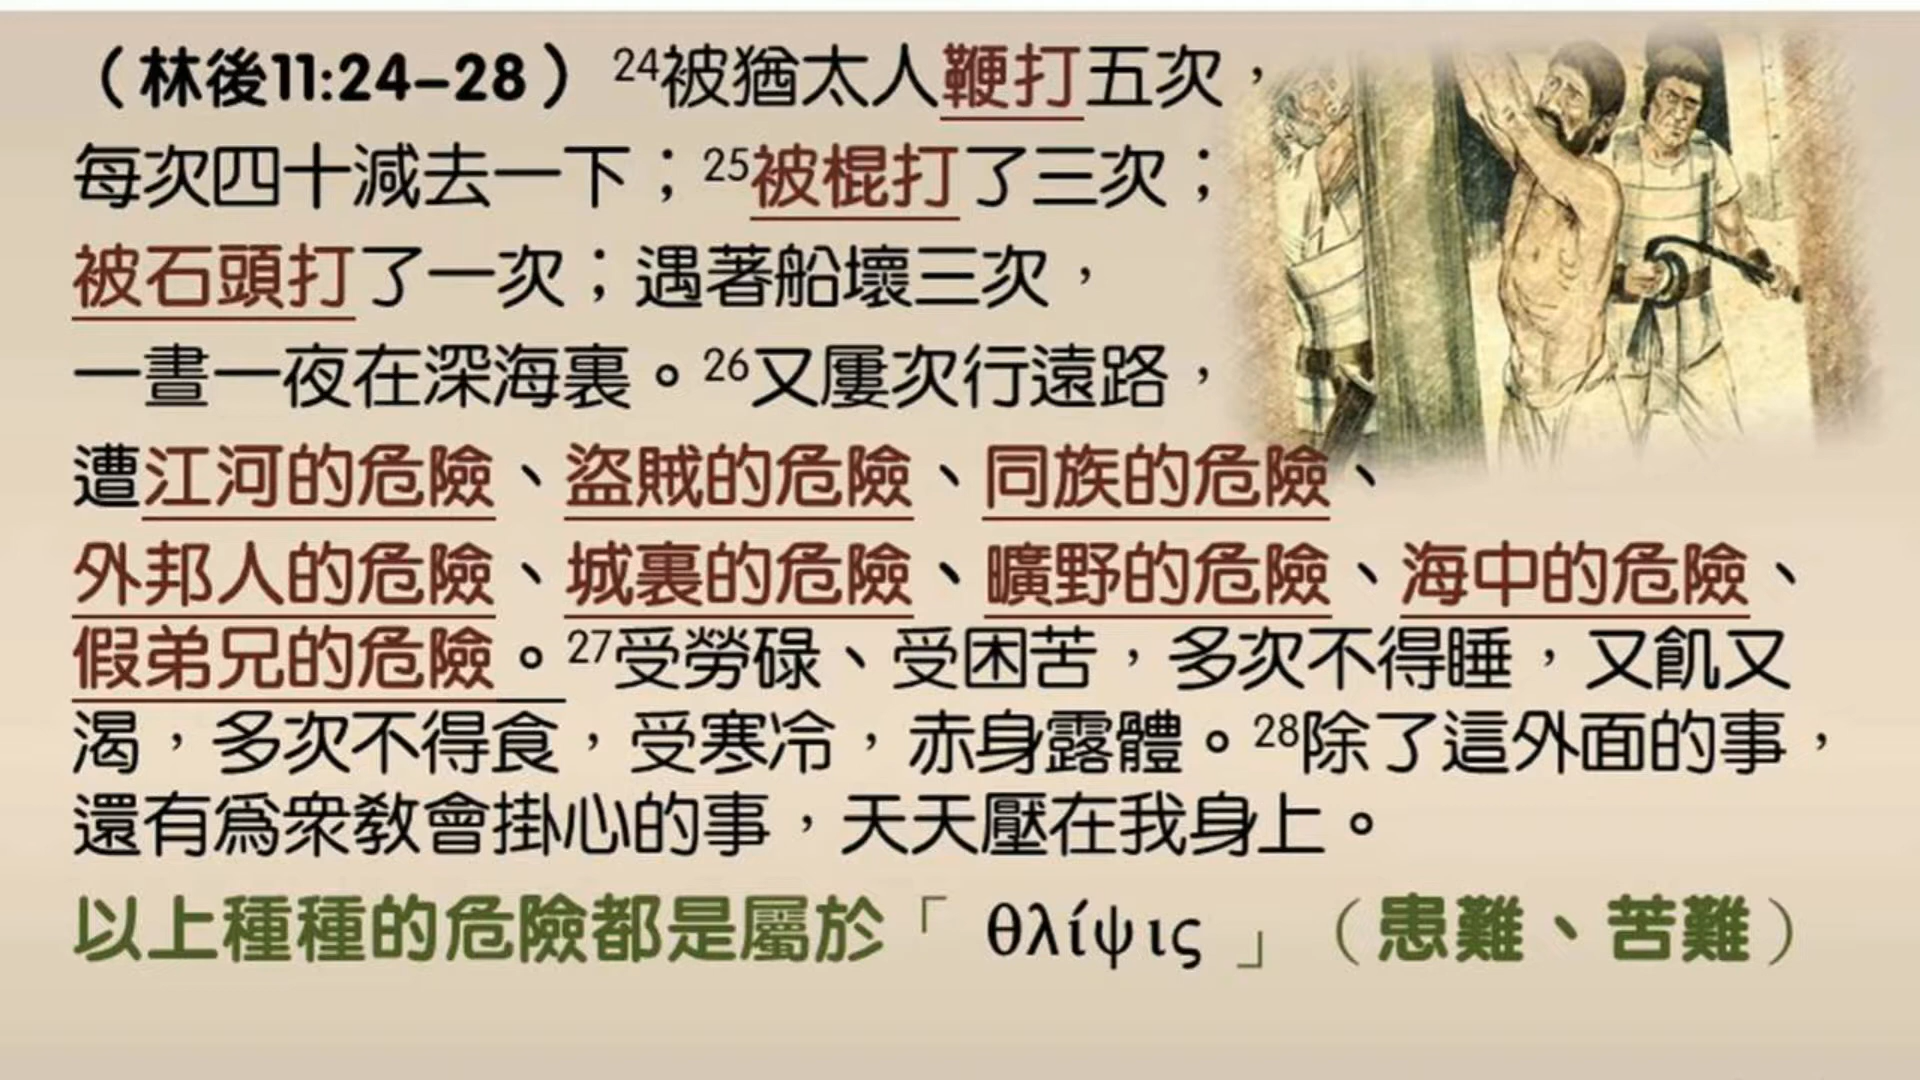 （林後11:24-28）24被猶太人鞭打五次，
每次四十減去一下；25被棍打了三次；
被石頭打了一次；遇著船壞三次，
一晝一夜在深海裏。26又屢次行遠路，
遭江河的危險、盜賊的危險、同族的危險、
外邦人的危險、城裏的危險、曠野的危險、海中的危險、
假弟兄的危險。27受勞碌、受困苦，多次不得睡，又飢又
渴，多次不得食，受寒冷，赤身露體。28除了這外面的事，
還有為眾教會掛心的事，天天壓在我身上。
以上種種的危險都是屬於「 θλίψις 」（患難、苦難）